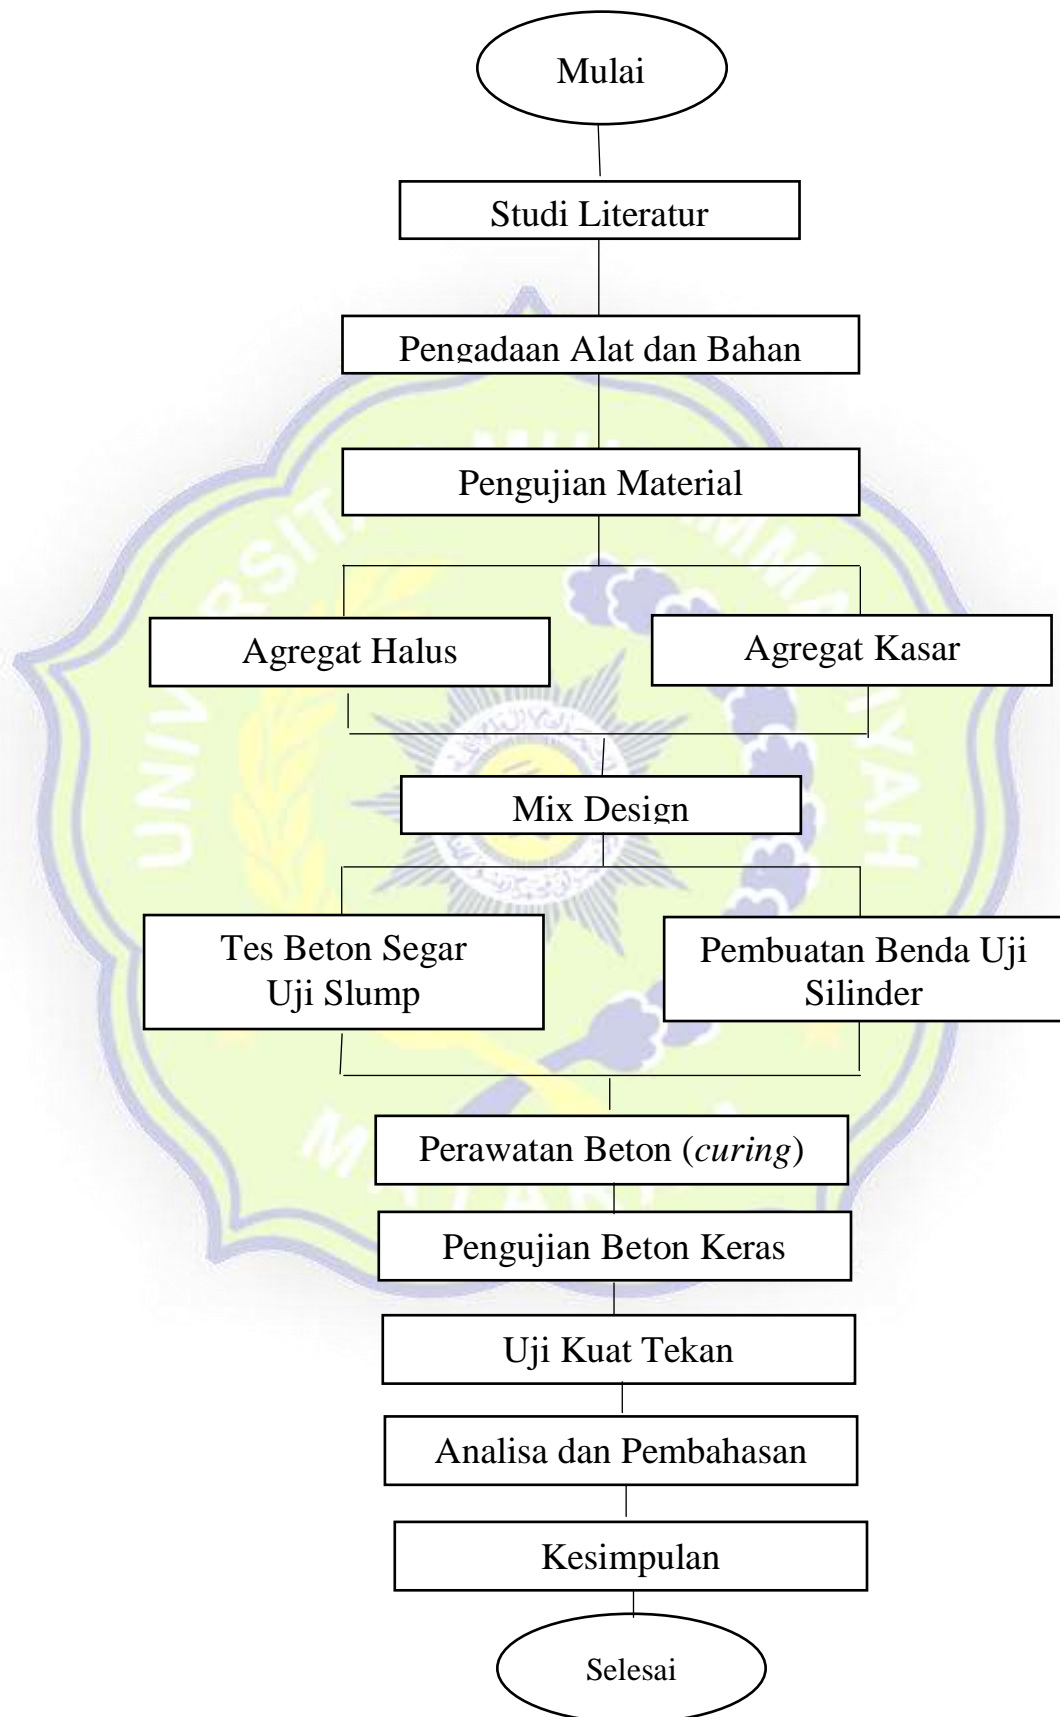 Mulai
Studi Literatur
Pengadaan Alat dan Bahan
Pengujian Material
Agregat Halus
Agregat Kasar
Mix Design
Tes Beton Segar
Uji Slump
Pembuatan Benda Uji
Silinder
Perawatan Beton (curing)
Pengujian Beton Keras
Uji Kuat Tekan
Analisa dan Pembahasan
Kesimpulan
Selesai